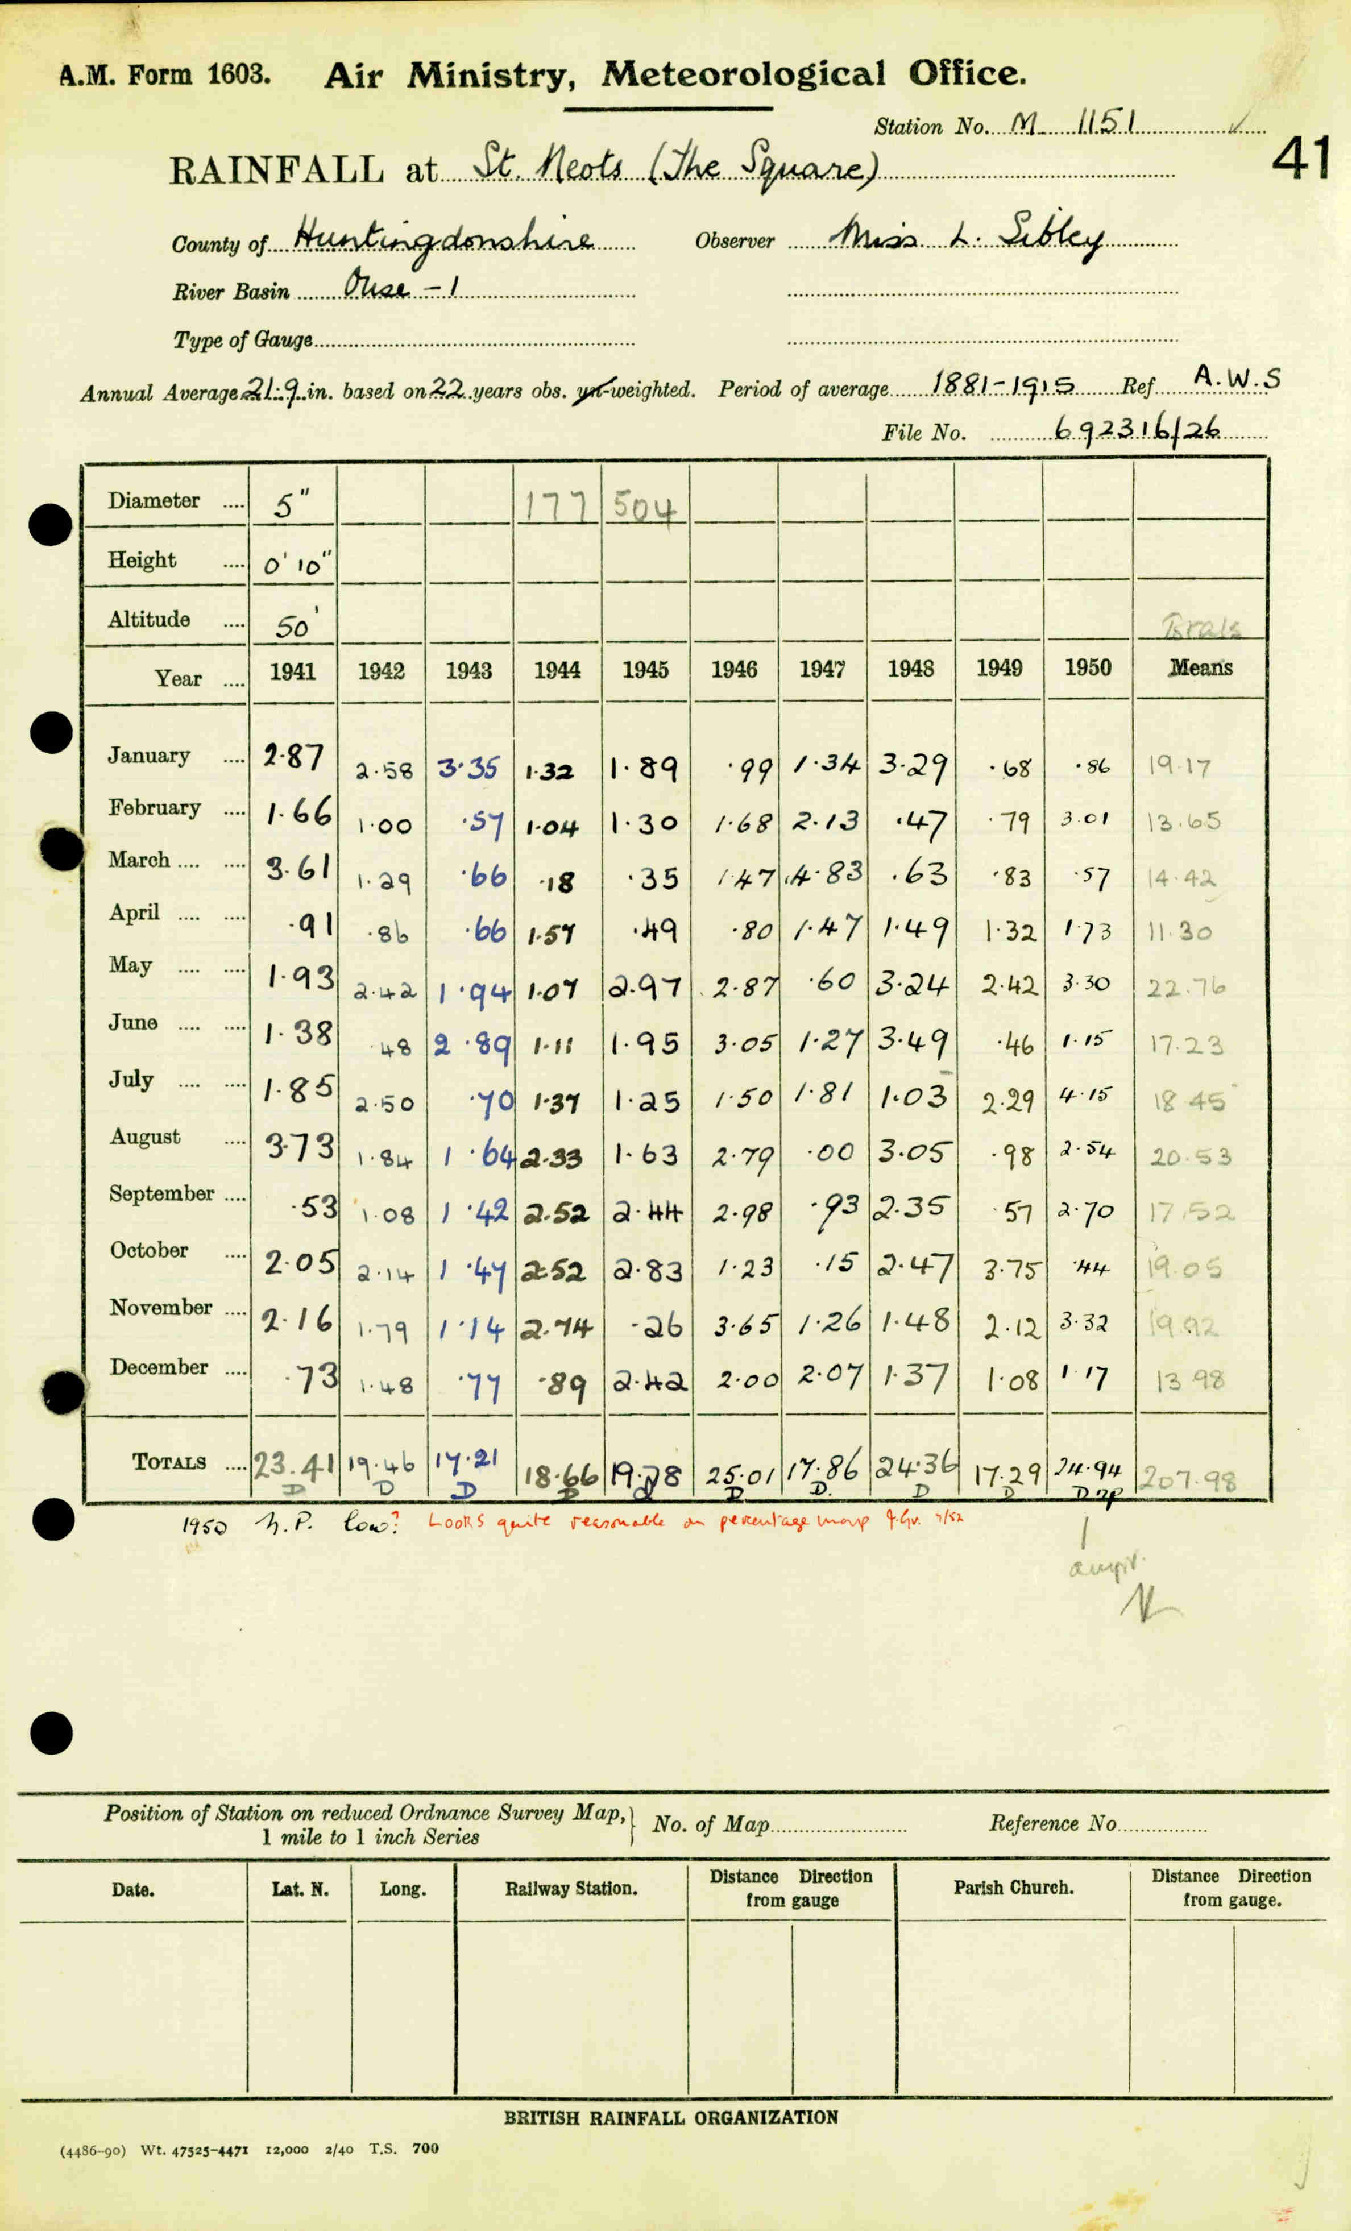 A.M. Form 1603. Air Ministry, Meteorological Office.
Station No. M 1151 ✓
41
RAINFALL at St. Neots (The Square)
County of Huntingdonshire Observer Miss L. Sibley
River Basin Ouse - 1
Type of Gauge
Annual Average 21.9 in. based on 22 years obs. un-weighted. Period of average 1881-1915 Ref A.W.S
File No. 692316/26
Diameter .... 5" 177 504
Height .... 0' 10"
Altitude .... 50'
Year .... 1941 1942 1943 1944 1945 1946 1947 1948 1949 1950 Means
January .... 2.87 2.58 3.35 1.32 1.89 .99 1.34 3.29 .68 .86 19.17
February .... 1.66 1.00 .57 1.04 1.30 1.68 2.13 .47 .79 3.01 13.65
March .... .... 3.61 1.29 .66 .18 .35 1.47 4.83 .63 .83 .57 14.42
April .... .... .91 .86 .66 1.57 .49 .80 1.47 1.49 1.32 1.73 11.30
May .... .... 1.93 2.42 1.94 1.07 2.97 2.87 .60 3.24 2.42 3.30 22.76
June .... .... 1.38 .48 2.89 1.11 1.95 3.05 1.27 3.49 .46 1.15 17.23
July .... .... 1.85 2.50 .70 1.37 1.25 1.50 1.81 1.03 2.29 4.15 18.45
August .... 3.73 1.84 1.64 2.33 1.63 2.79 .00 3.05 .98 2.54 20.53
September .... .53 1.08 1.42 2.52 2.44 2.98 .93 2.35 .57 2.70 17.52
October .... 2.05 2.14 1.47 2.52 2.83 1.23 .15 2.47 3.75 .44 19.05
November .... 2.16 1.79 1.14 2.74 .26 3.65 1.26 1.48 2.12 3.32 19.92
December .... .73 1.48 .77 .89 2.42 2.00 2.07 1.37 1.08 1.17 13.98
TOTALS .... 23.41 19.46 17.21 18.66 19.78 25.01 17.86 24.36 17.29 24.94 207.98
D D D D D D D D D
1950 N.P. low? Looks quite reasonable on percentage map
Position of Station on reduced Ordnance Survey Map, 1 mile to 1 inch Series } No. of Map Reference No.
Date. Lat. N. Long. Railway Station. Distance Direction from gauge Parish Church. Distance Direction from gauge.
BRITISH RAINFALL ORGANIZATION
(4486-90) Wt. 47525-4471 12,000 2/40 T.S. 700